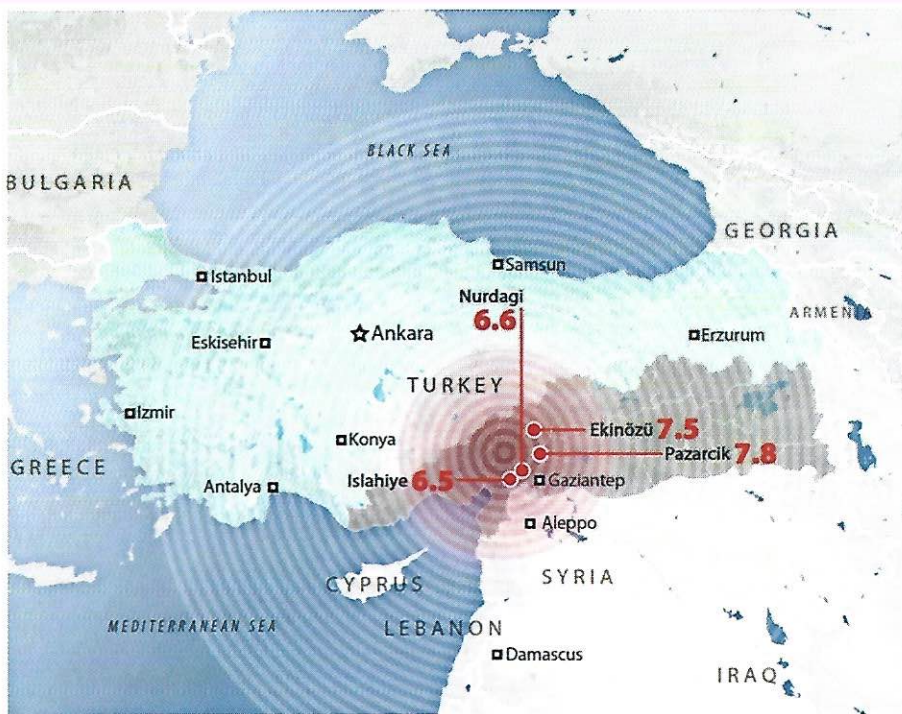 BLACK SEA
BULGARIA
GEORGIA
Istanbul
Samsun
Nurdagi
6.6
ARMENIA
Eskisehir
Ankara
Erzurum
TURKEY
Izmir
Konya
Ekinözü 7.5
Pazarcik 7.8
GREECE
Antalya
Islahiye 6.5
Gaziantep
Aleppo
CYPRUS
SYRIA
MEDITERRANEAN SEA
LEBANON
Damascus
IRAQ